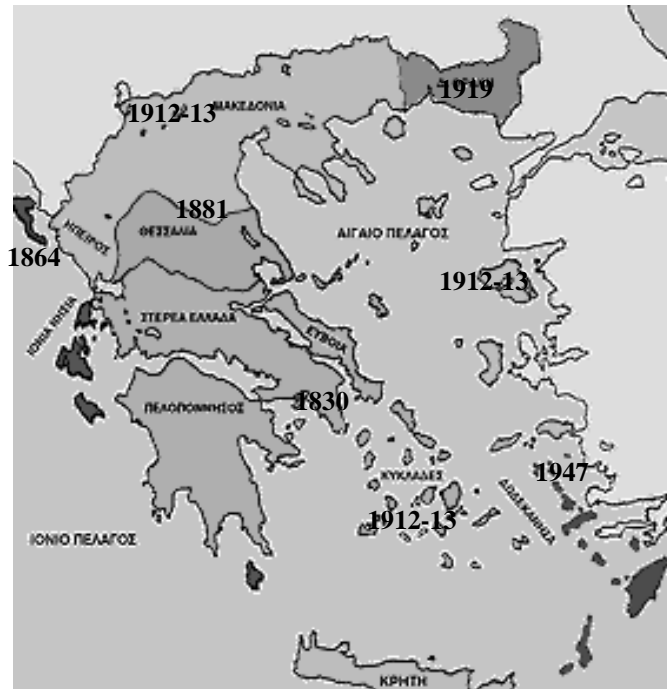 1919
1912-13
ΜΑΚΕΔΟΝΙΑ
1881
ΗΠΕΙΡΟΣ
ΘΕΣΣΑΛΙΑ
ΑΙΓΑΙΟ ΠΕΛΑΓΟΣ
1864
1912-13
ΙΟΝΙΑ ΝΗΣΙΑ
ΣΤΕΡΕΑ ΕΛΛΑΔΑ
ΕΥΒΟΙΑ
1830
ΠΕΛΟΠΟΝΝΗΣΟΣ
1947
ΚΥΚΛΑΔΕΣ
ΔΩΔΕΚΑΝΗΣΑ
1912-13
ΙΟΝΙΟ ΠΕΛΑΓΟΣ
ΚΡΗΤΗ